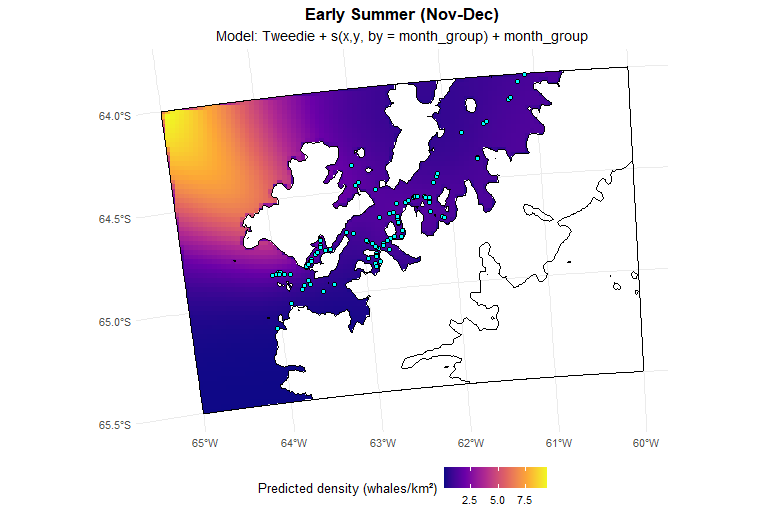 Early Summer (Nov-Dec)
Model: Tweedie + s(x,y, by = month_group) + month_group
64.0°S
64.5°S
65.0°S
65.5°S
65°W 64°W 63°W 62°W 61°W 60°W
Predicted density (whales/km²)
2.5 5.0 7.5